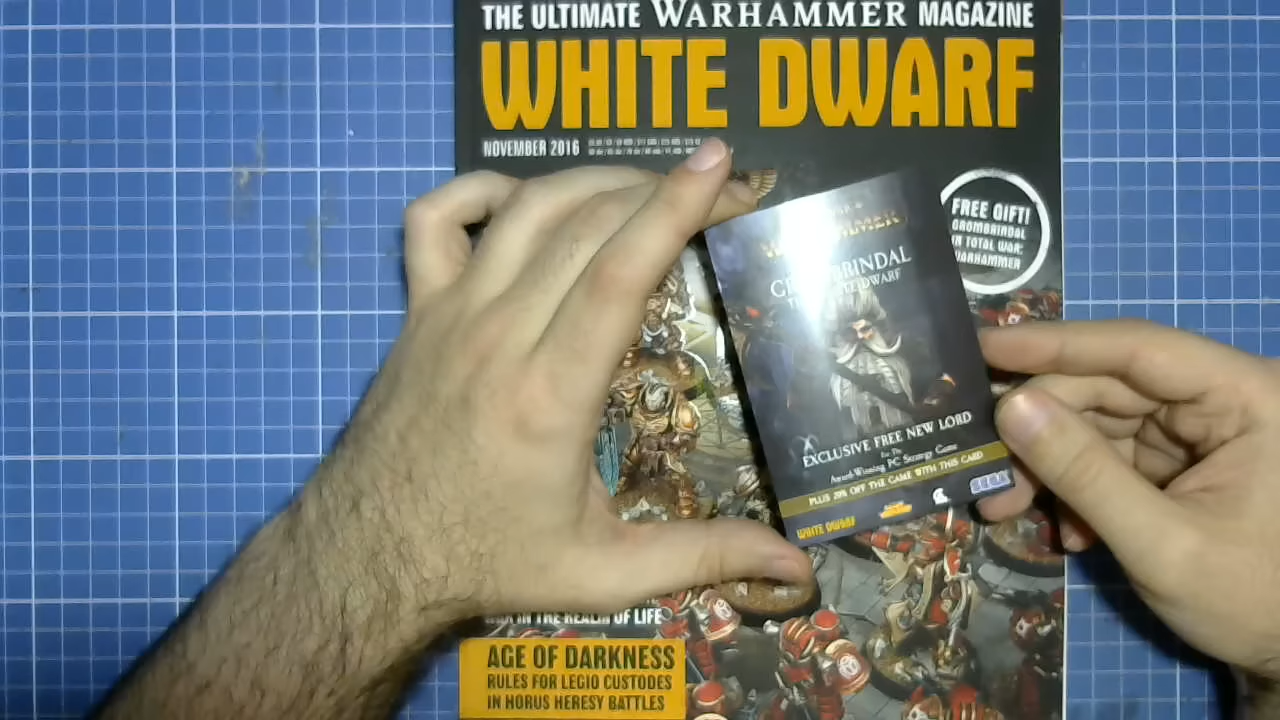 THE ULTIMATE WARHAMMER MAGAZINE
WHITE DWARF
NOVEMBER 2016
FREE GIFT!
GROMBRINDAL
IN TOTAL WAR:
WARHAMMER
EXCLUSIVE FREE NEW LORD
For The
Award-Winning PC Strategy Game
PLUS 20% OFF THE GAME WITH THIS CARD
WHITE DWARF
SEGA
IN THE REALM OF LIFE
AGE OF DARKNESS
RULES FOR LEGIO CUSTODES
IN HORUS HERESY BATTLES